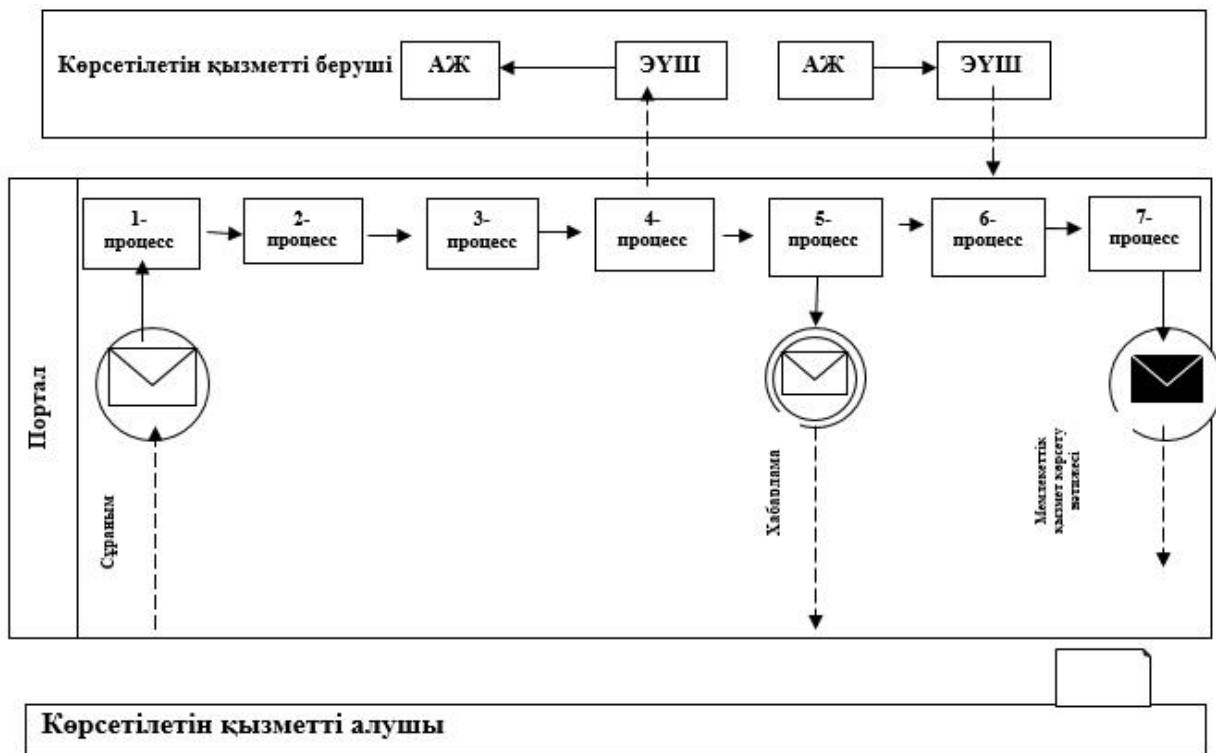 Көрсетілетін қызметті беруші
АЖ
ЭҮШ
АЖ
ЭҮШ
Портал
1-
процесс
2-
процесс
3-
процесс
4-
процесс
5-
процесс
6-
процесс
7-
процесс
Сұраным
Хабарлама
Мемлекеттік
қызмет көрсету
нәтижесі
Көрсетілетін қызметті алушы